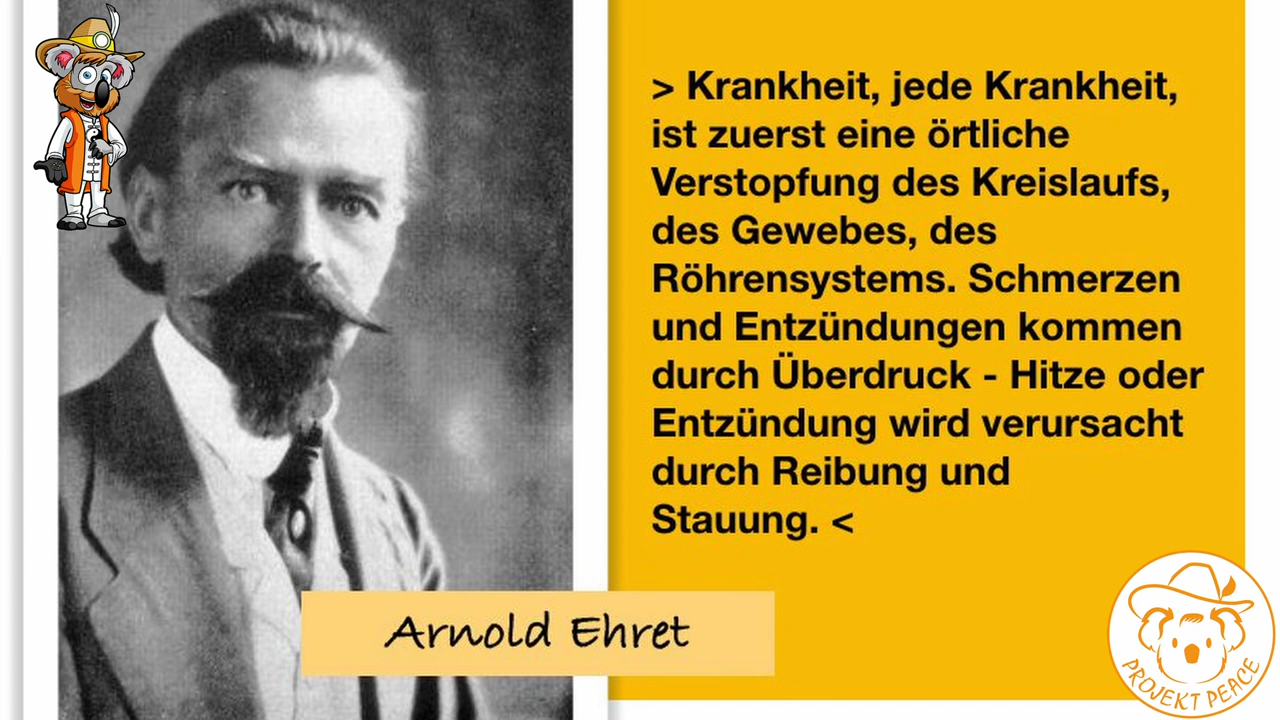 > Krankheit, jede Krankheit,
ist zuerst eine örtliche
Verstopfung des Kreislaufs,
des Gewebes, des
Röhrensystems. Schmerzen
und Entzündungen kommen
durch Überdruck - Hitze oder
Entzündung wird verursacht
durch Reibung und
Stauung. <
Arnold Ehret
PROJEKT PEACE